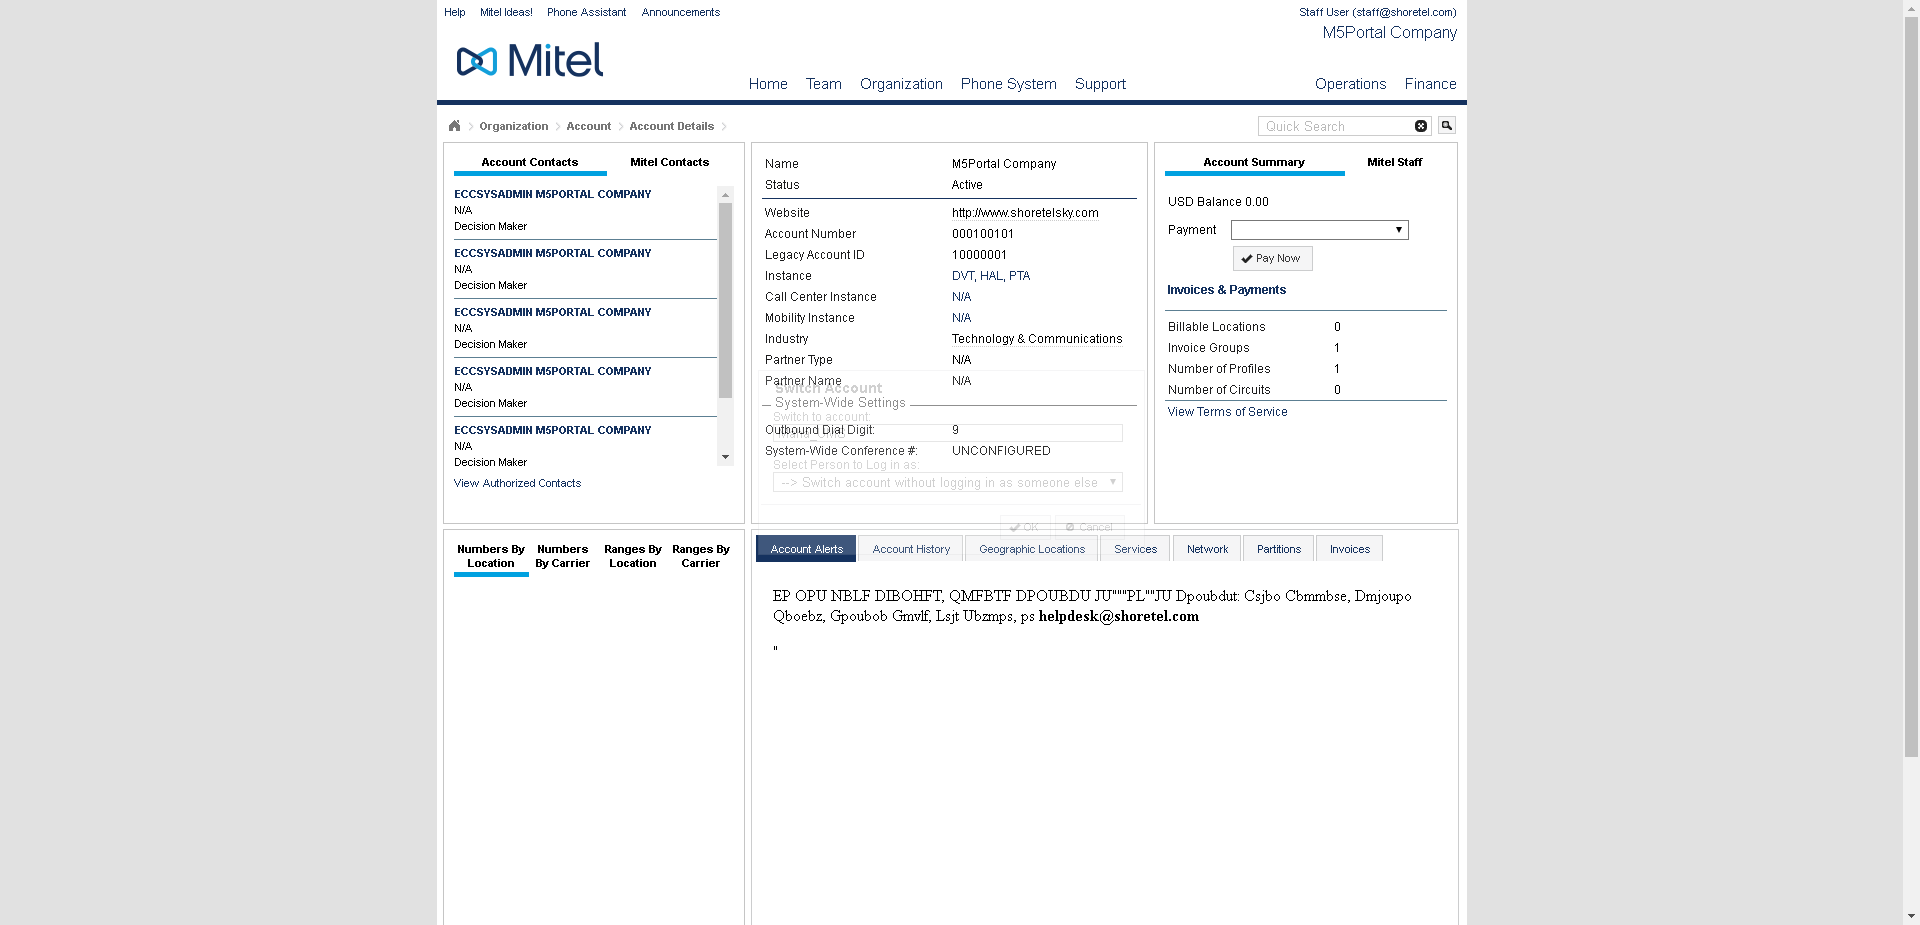 Help Mitel Ideas! Phone Assistant Announcements Staff User (staff@shoretel.com)
M5Portal Company
Mitel
Home Team Organization Phone System Support Operations Finance
Organization Account Account Details Quick Search
Account Contacts Mitel Contacts
ECCSYSADMIN M5PORTAL COMPANY
N/A
Decision Maker
ECCSYSADMIN M5PORTAL COMPANY
N/A
Decision Maker
ECCSYSADMIN M5PORTAL COMPANY
N/A
Decision Maker
ECCSYSADMIN M5PORTAL COMPANY
N/A
Decision Maker
ECCSYSADMIN M5PORTAL COMPANY
N/A
Decision Maker
View Authorized Contacts
Name M5Portal Company
Status Active
Website http://www.shoretelsky.com
Account Number 000100101
Legacy Account ID 10000001
Instance DVT, HAL, PTA
Call Center Instance N/A
Mobility Instance N/A
Industry Technology & Communications
Partner Type N/A
Partner Name N/A
Switch Account
System-Wide Settings
Switch to account:
Outbound Dial Digit: 9
System-Wide Conference #: UNCONFIGURED
Select Person to Log in as:
--> Switch account without logging in as someone else
OK Cancel
Account Summary Mitel Staff
USD Balance 0.00
Payment
Pay Now
Invoices & Payments
Billable Locations 0
Invoice Groups 1
Number of Profiles 1
Number of Circuits 0
View Terms of Service
Numbers By Location Numbers By Carrier Ranges By Location Ranges By Carrier
Account Alerts Account History Geographic Locations Services Network Partitions Invoices
EP OPU NBLF DIBOHFT, QMFBTF DPOUBDU JU"""PL""JU Dpoubdut: Csjbo Cbmmbse, Dmjoupo
Qboebz, Gpoubob Gmvlf, Lsjt Ubzmps, ps helpdesk@shoretel.com
"